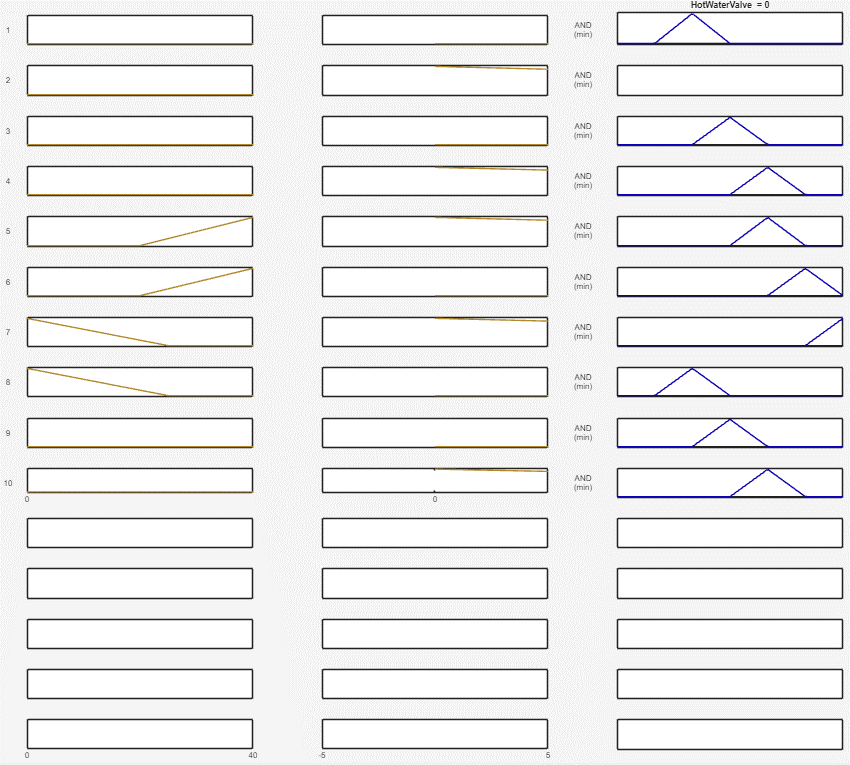 HotWaterValve = 0
1
AND
(min)
2
AND
(min)
3
AND
(min)
4
AND
(min)
5
AND
(min)
6
AND
(min)
7
AND
(min)
8
AND
(min)
9
AND
(min)
10
AND
(min)
0
0
0
40
-5
5